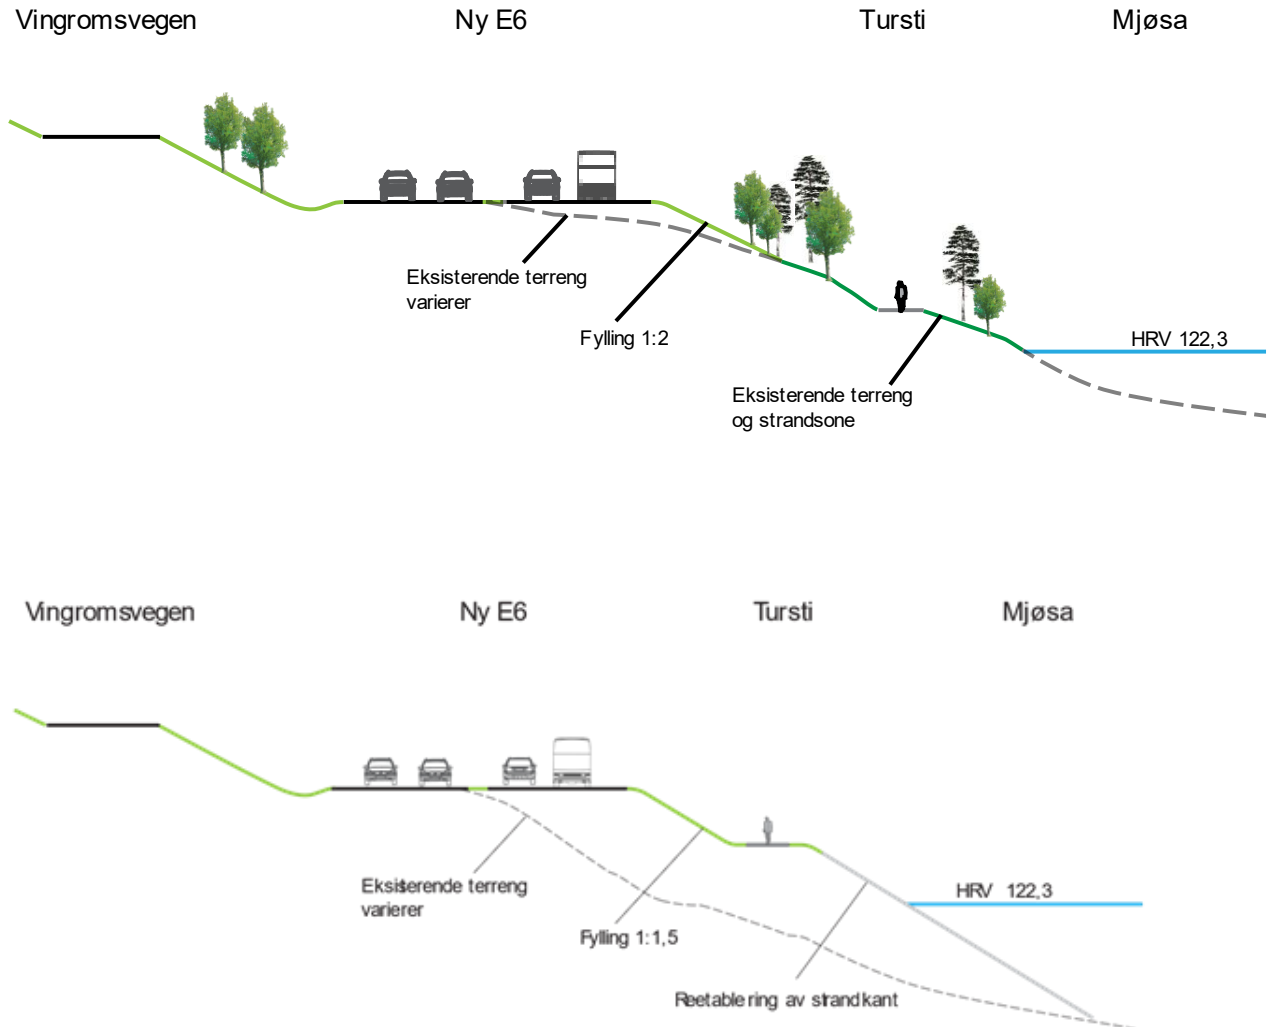 Vingromsvegen Ny E6 Tursti Mjøsa
Eksisterende terreng
varierer
Fylling 1:2
HRV 122,3
Eksisterende terreng
og strandsone
Vingromsvegen Ny E6 Tursti Mjøsa
Eksisterende terreng
varierer
HRV 122,3
Fylling 1:1,5
Reetablering av strandkant